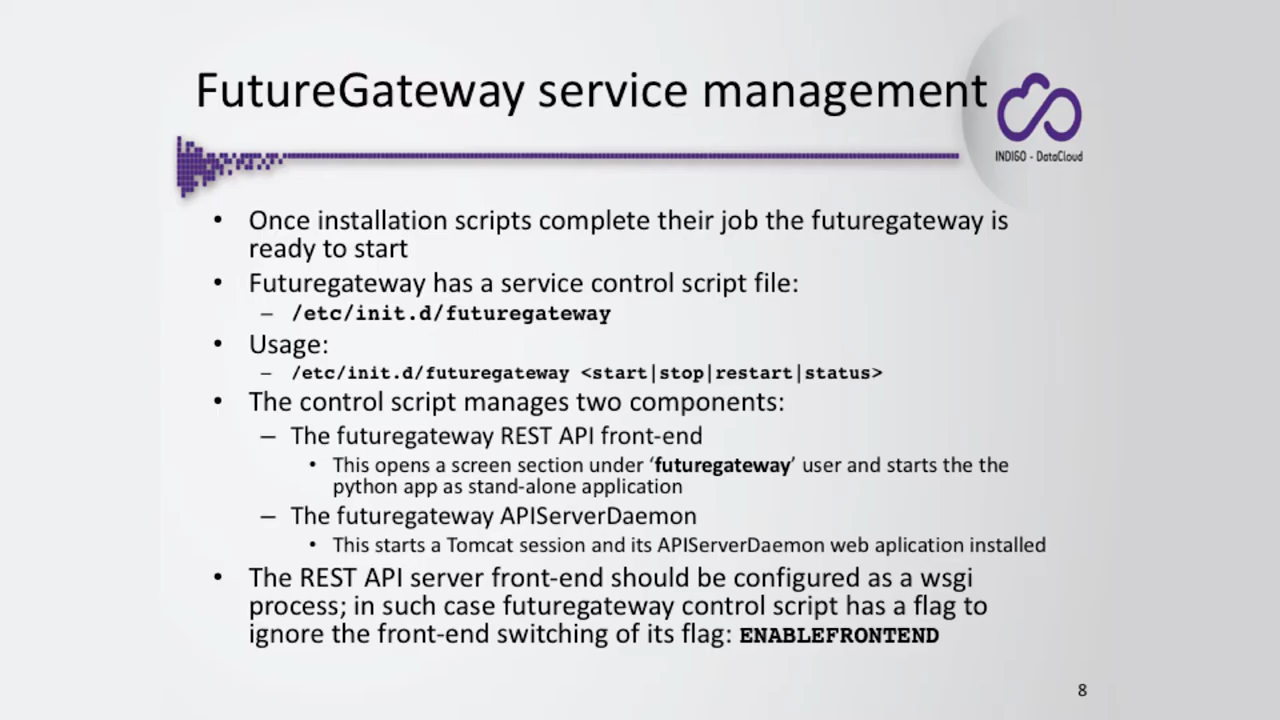 FutureGateway service management
INDIGO - DataCloud
• Once installation scripts complete their job the futuregateway is
ready to start
• Futuregateway has a service control script file:
– /etc/init.d/futuregateway
• Usage:
– /etc/init.d/futuregateway <start|stop|restart|status>
• The control script manages two components:
– The futuregateway REST API front-end
• This opens a screen section under ‘futuregateway’ user and starts the the
python app as stand-alone application
– The futuregateway APIServerDaemon
• This starts a Tomcat session and its APIServerDaemon web aplication installed
• The REST API server front-end should be configured as a wsgi
process; in such case futuregateway control script has a flag to
ignore the front-end switching of its flag: ENABLEFRONTEND
8